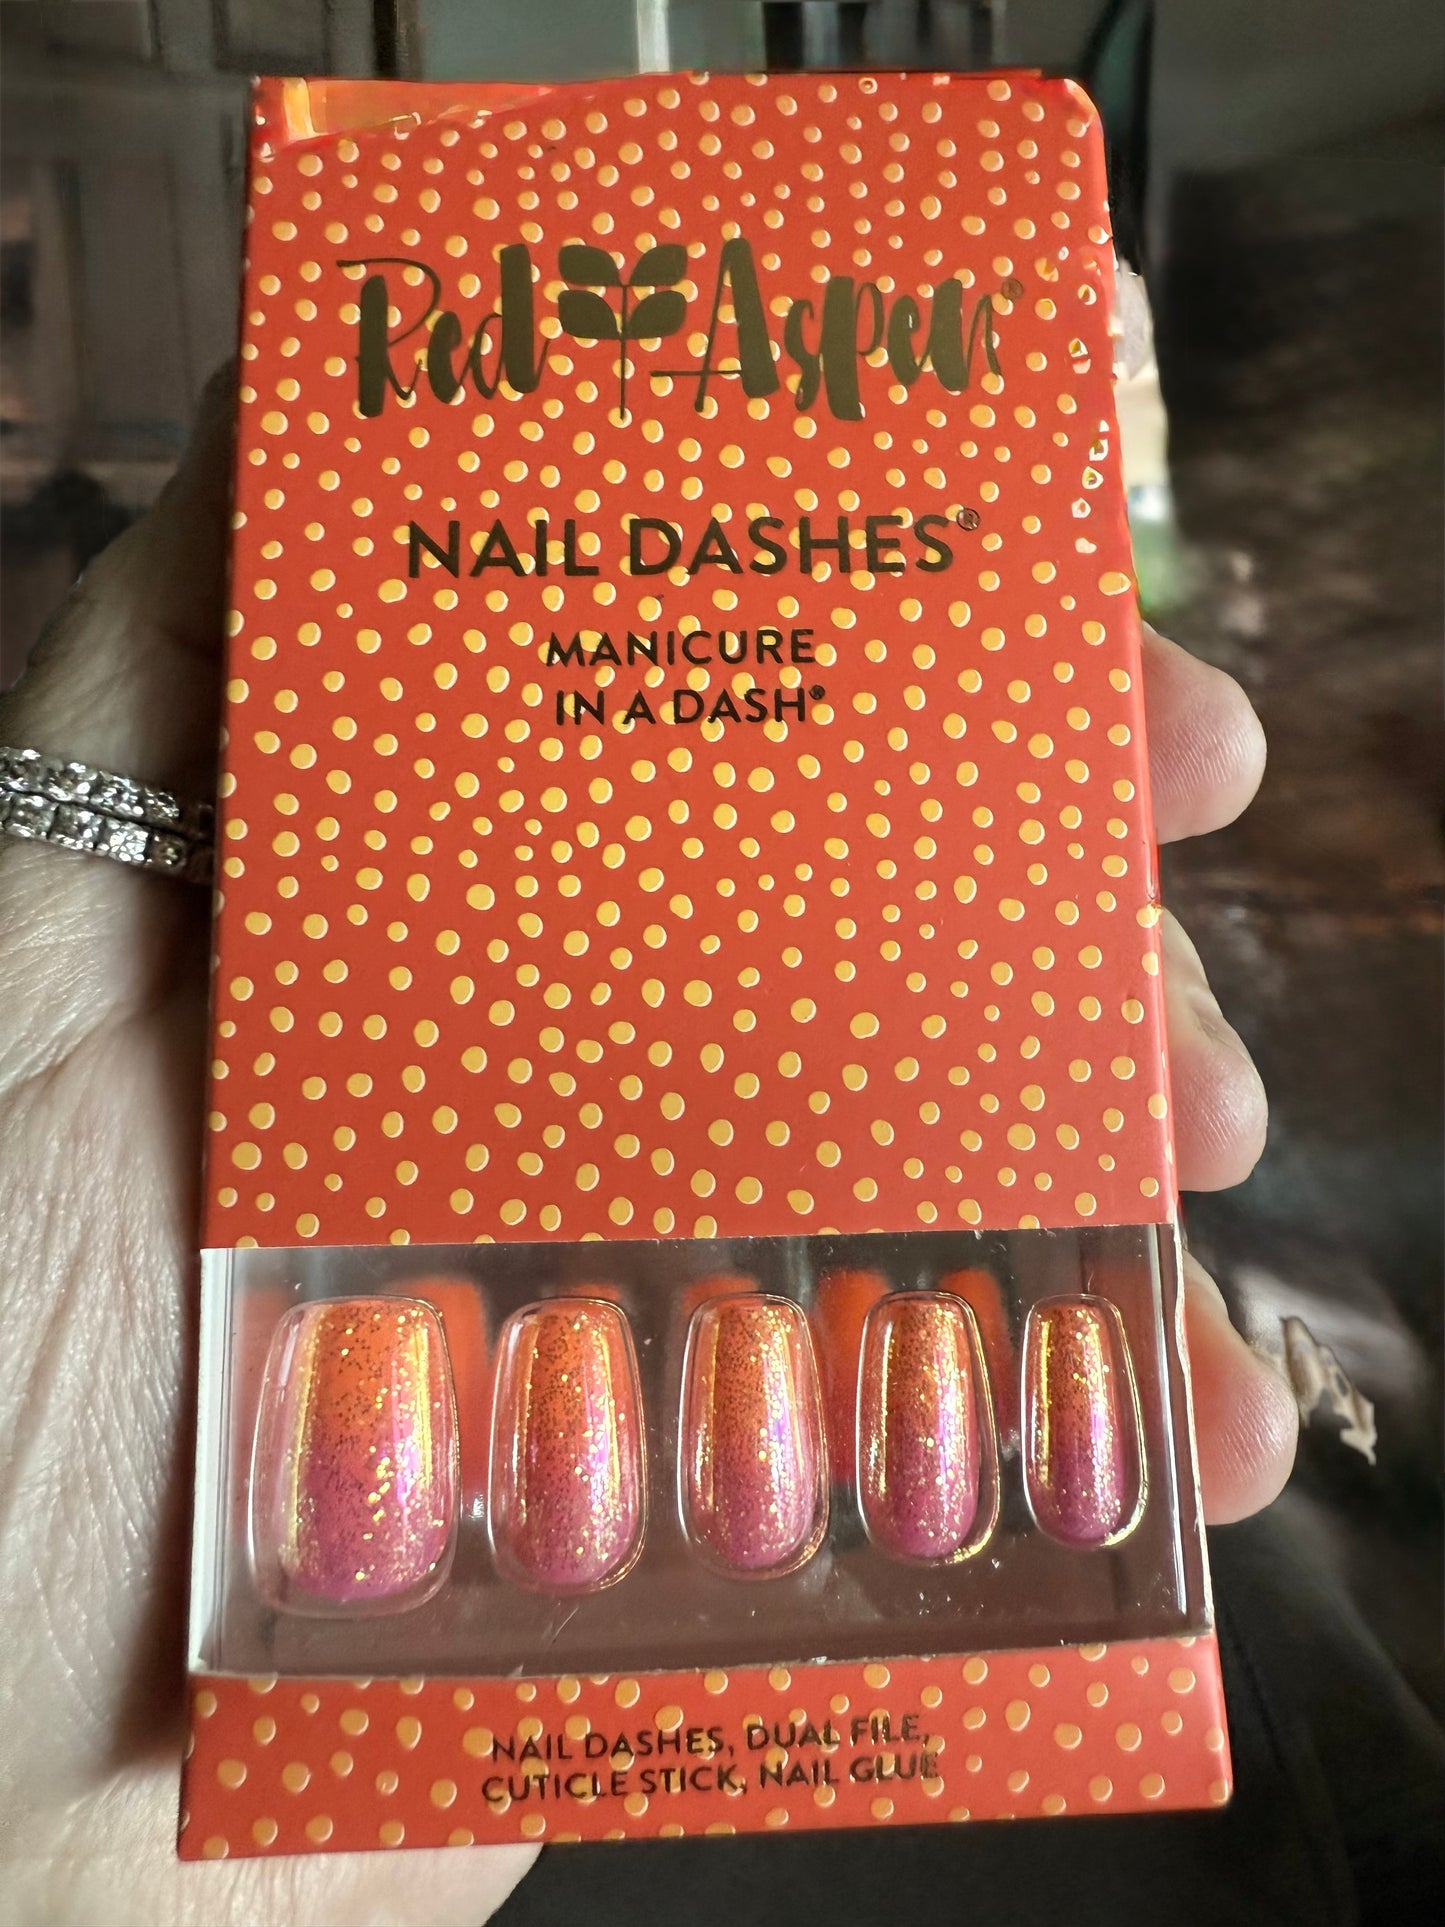 Red Aspen®
NAIL DASHES®
MANICURE
IN A DASH®
NAIL DASHES, DUAL FILE,
CUTICLE STICK, NAIL GLUE